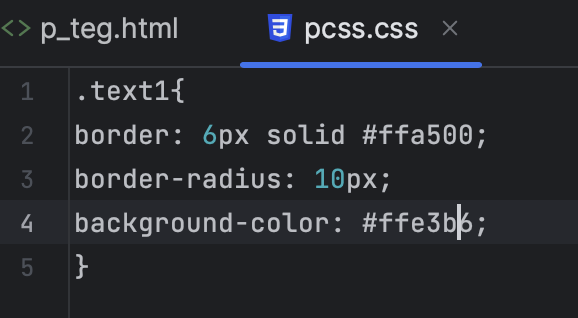 <> p_teg.html 3 pcss.css ×
1 .text1{
2 border: 6px solid #ffa500;
3 border-radius: 10px;
4 background-color: #ffe3b6;
5 }